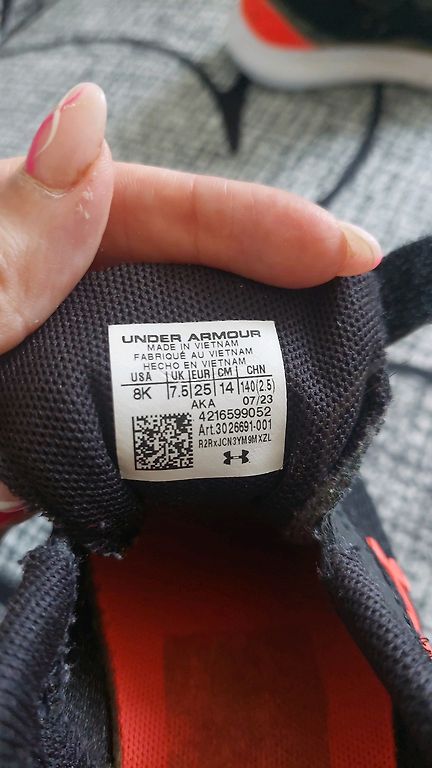 UNDER ARMOUR
MADE IN VIETNAM
FABRIQUÉ AU VIETNAM
HECHO EN VIETNAM
USA UK EUR CM CHN
8K 7.5 25 14 140(2.5)
AKA 07/23
4216599052
Art.3026691-001
R2RxJCN3YM9MXZL